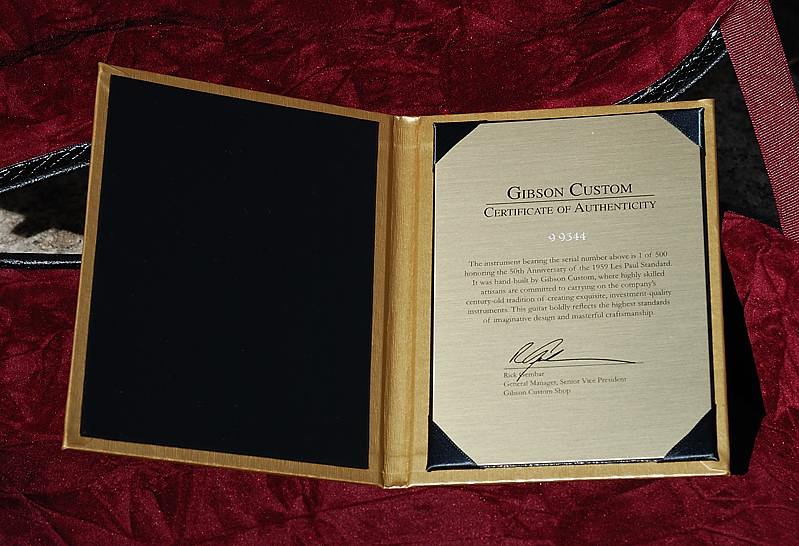 GIBSON CUSTOM
CERTIFICATE OF AUTHENTICITY
9 9344
The instrument bearing the serial number above is 1 of 500
honoring the 50th Anniversary of the 1959 Les Paul Standard.
It was hand-built by Gibson Custom, where highly skilled
artisans are committed to carrying on the company's
century-old tradition of creating exquisite, investment-quality
instruments. This guitar boldly reflects the highest standards
of imaginative design and masterful craftsmanship.
Rick Gembar
General Manager, Senior Vice President
Gibson Custom Shop